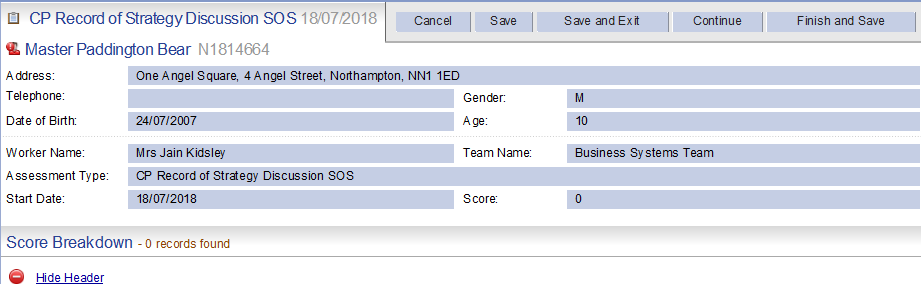 CP Record of Strategy Discussion SOS 18/07/2018 Cancel Save Save and Exit Continue Finish and Save
Master Paddington Bear N1814664
Address: One Angel Square, 4 Angel Street, Northampton, NN1 1ED
Telephone: Gender: M
Date of Birth: 24/07/2007 Age: 10
Worker Name: Mrs Jain Kidsley Team Name: Business Systems Team
Assessment Type: CP Record of Strategy Discussion SOS
Start Date: 18/07/2018 Score: 0
Score Breakdown - 0 records found
Hide Header